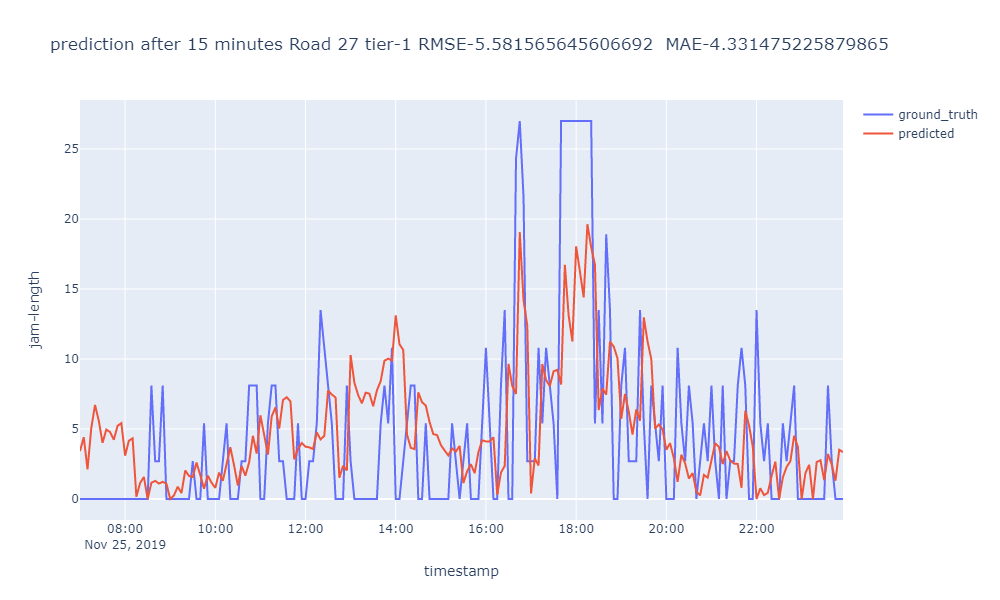 prediction after 15 minutes Road 27 tier-1 RMSE-5.581565645606692 MAE-4.331475225879865
ground_truth
predicted
25
20
15
10
5
0
jam-length
08:00 10:00 12:00 14:00 16:00 18:00 20:00 22:00
Nov 25, 2019
timestamp